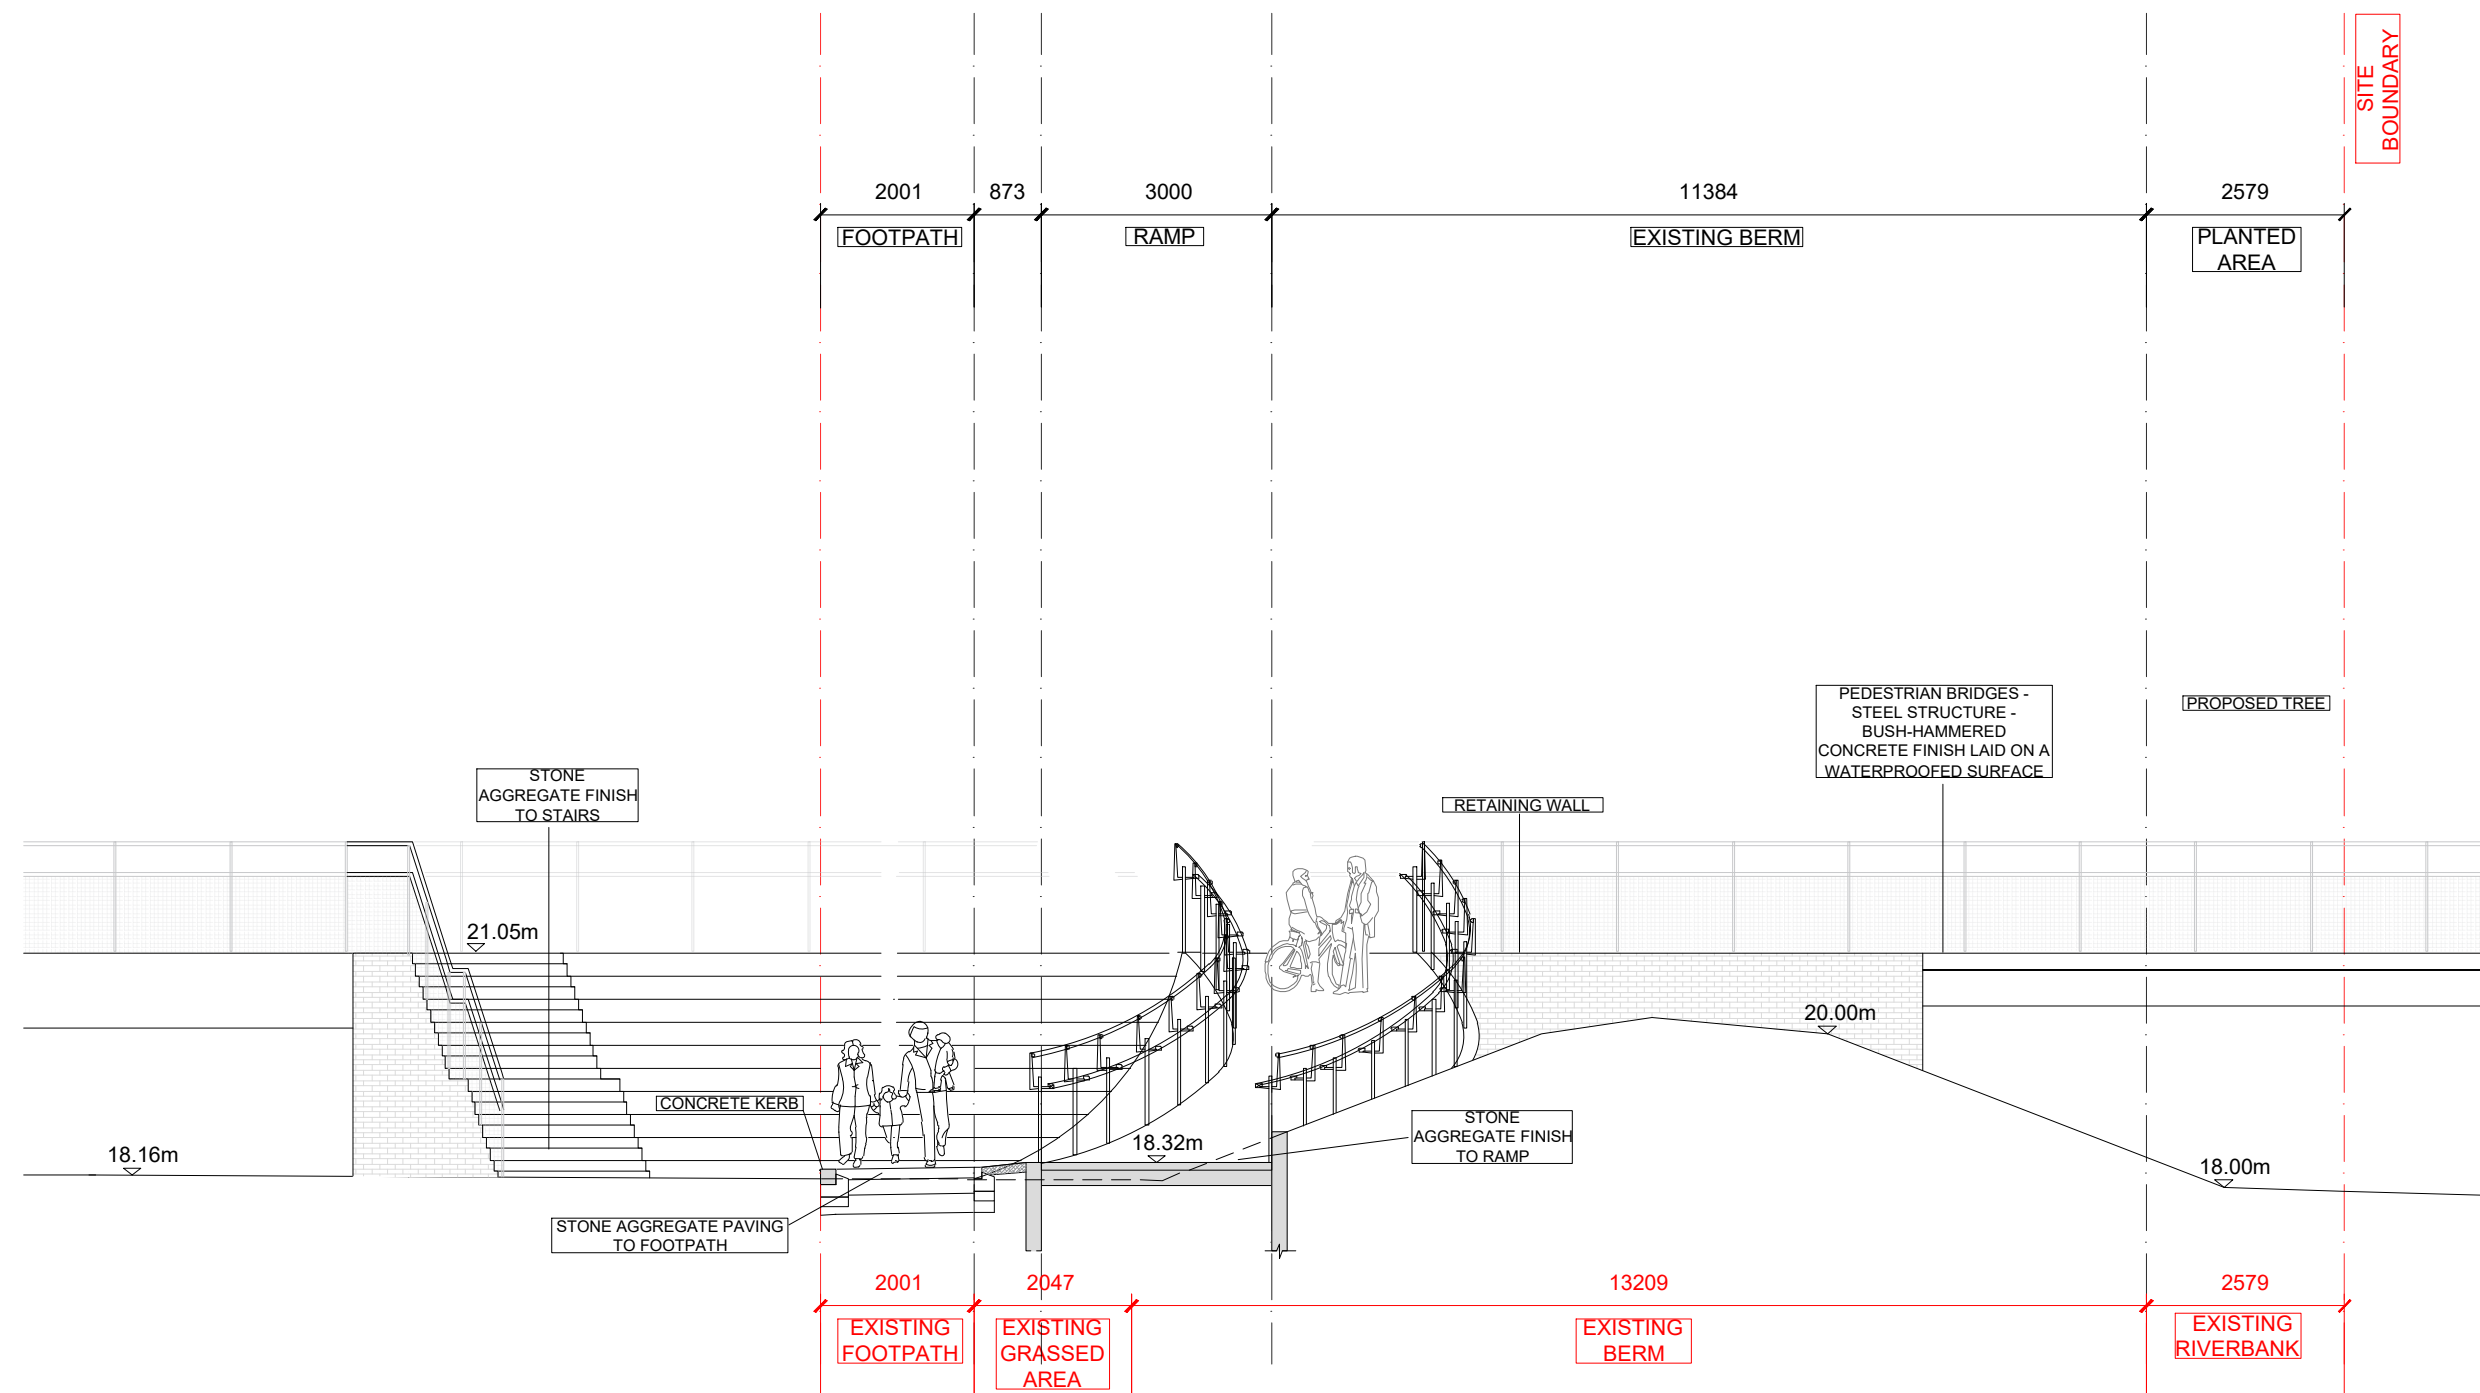 SITE
BOUNDARY
2001
873
3000
11384
2579
FOOTPATH
RAMP
EXISTING BERM
PLANTED
AREA
PEDESTRIAN BRIDGES -
STEEL STRUCTURE -
BUSH-HAMMERED
CONCRETE FINISH LAID ON A
WATERPROOFED SURFACE
PROPOSED TREE
STONE
AGGREGATE FINISH
TO STAIRS
RETAINING WALL
21.05m
20.00m
CONCRETE KERB
STONE
AGGREGATE FINISH
TO RAMP
18.16m
18.32m
18.00m
STONE AGGREGATE PAVING
TO FOOTPATH
2001
2047
13209
2579
EXISTING
FOOTPATH
EXISTING
GRASSED
AREA
EXISTING
BERM
EXISTING
RIVERBANK